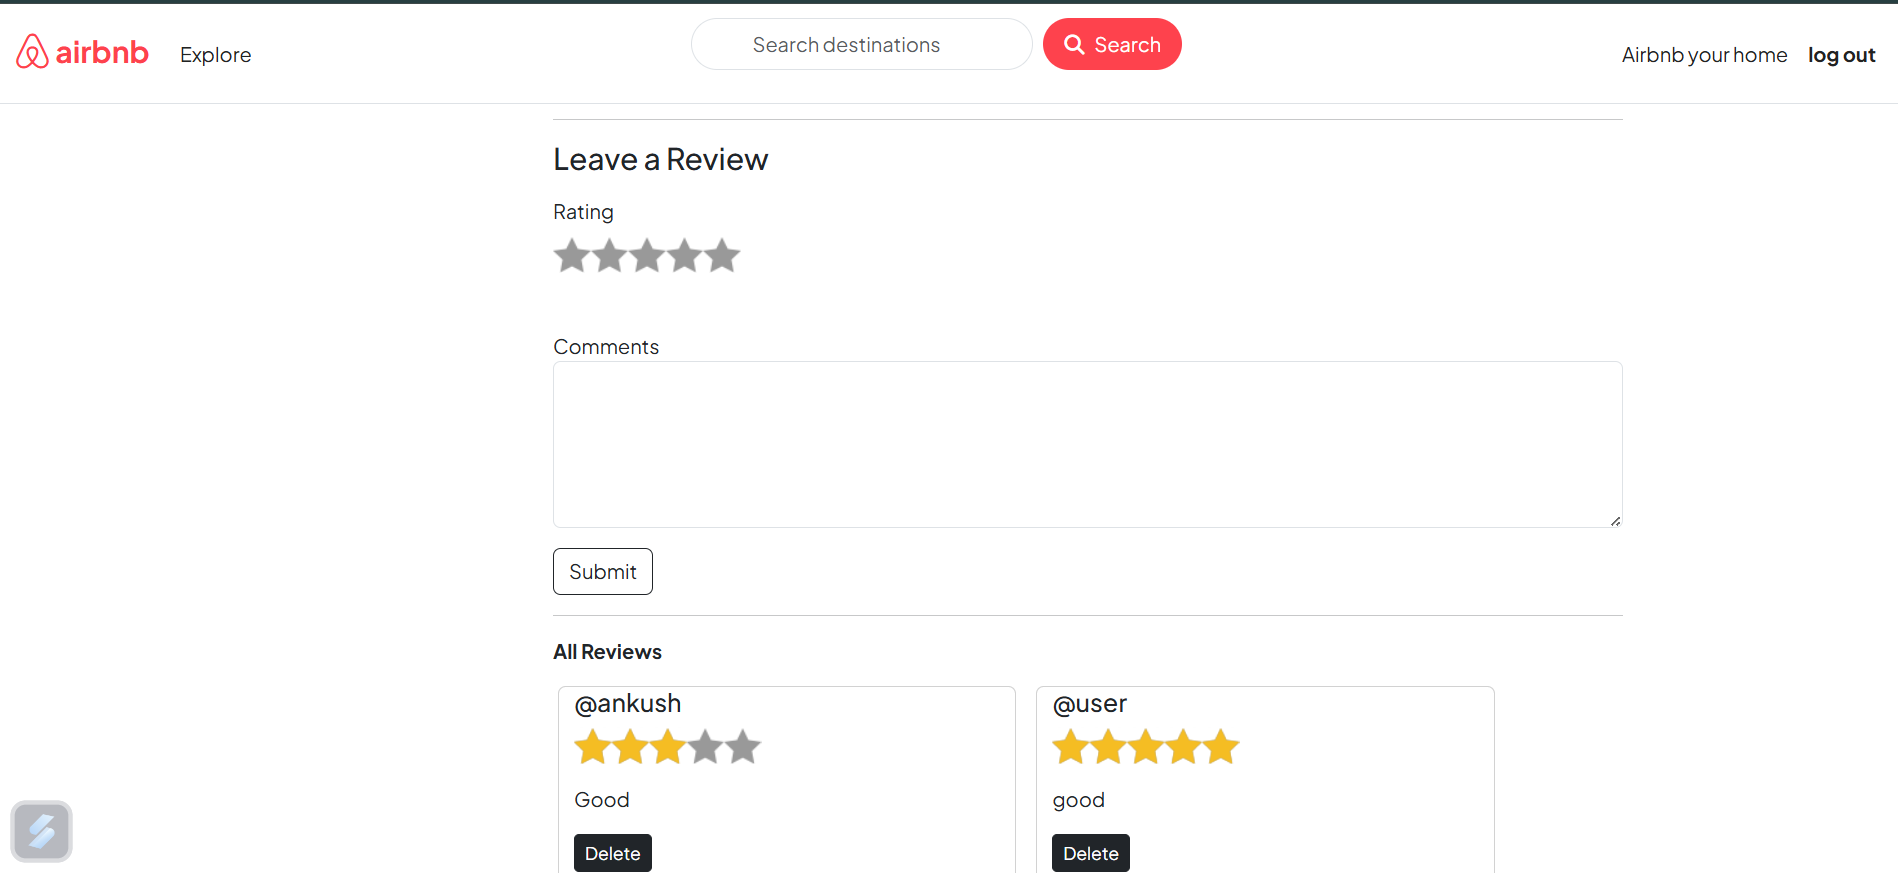 airbnb
Explore
Search destinations
Search
Airbnb your home
log out
Leave a Review
Rating
Comments
Submit
All Reviews
@ankush
Good
Delete
@user
good
Delete